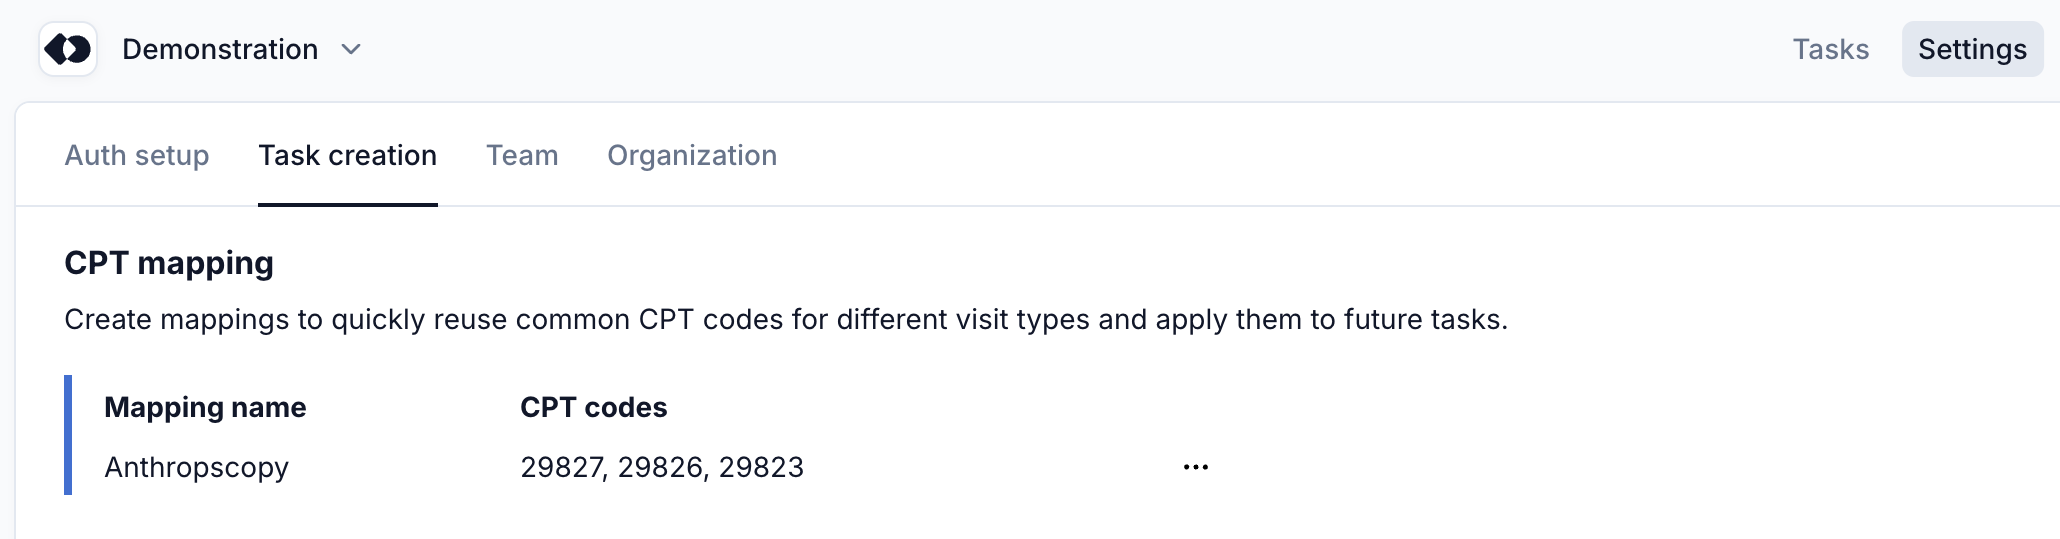 Demonstration
Tasks
Settings
Auth setup
Task creation
Team
Organization
CPT mapping
Create mappings to quickly reuse common CPT codes for different visit types and apply them to future tasks.
Mapping name
CPT codes
Anthropscopy
29827, 29826, 29823